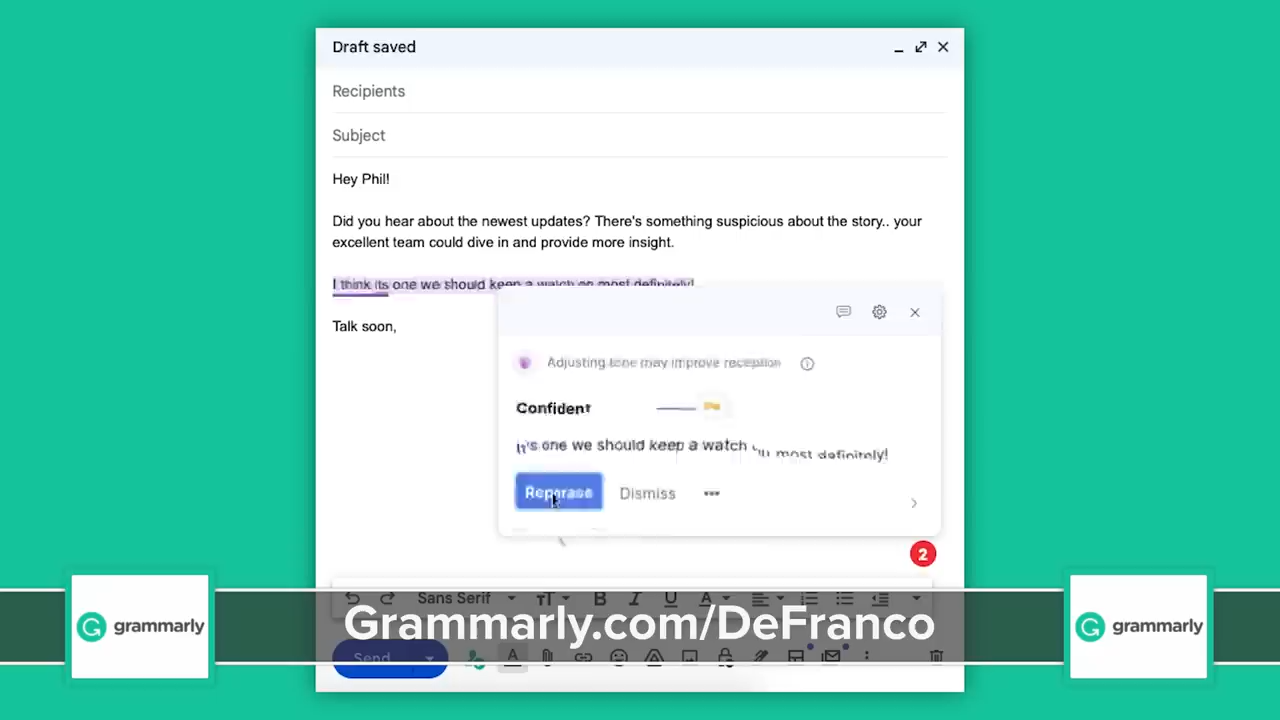 Draft saved
Recipients
Subject
Hey Phil!
Did you hear about the newest updates? There's something suspicious about the story.. your
excellent team could dive in and provide more insight.
I think its one we should keep a watch on most definitely!
Talk soon,
Adjusting tone may improve reception
Confident
It's one we should keep a watch most definitely!
Dismiss
2
Sans Serif
Grammarly.com/DeFranco
grammarly
grammarly
Send